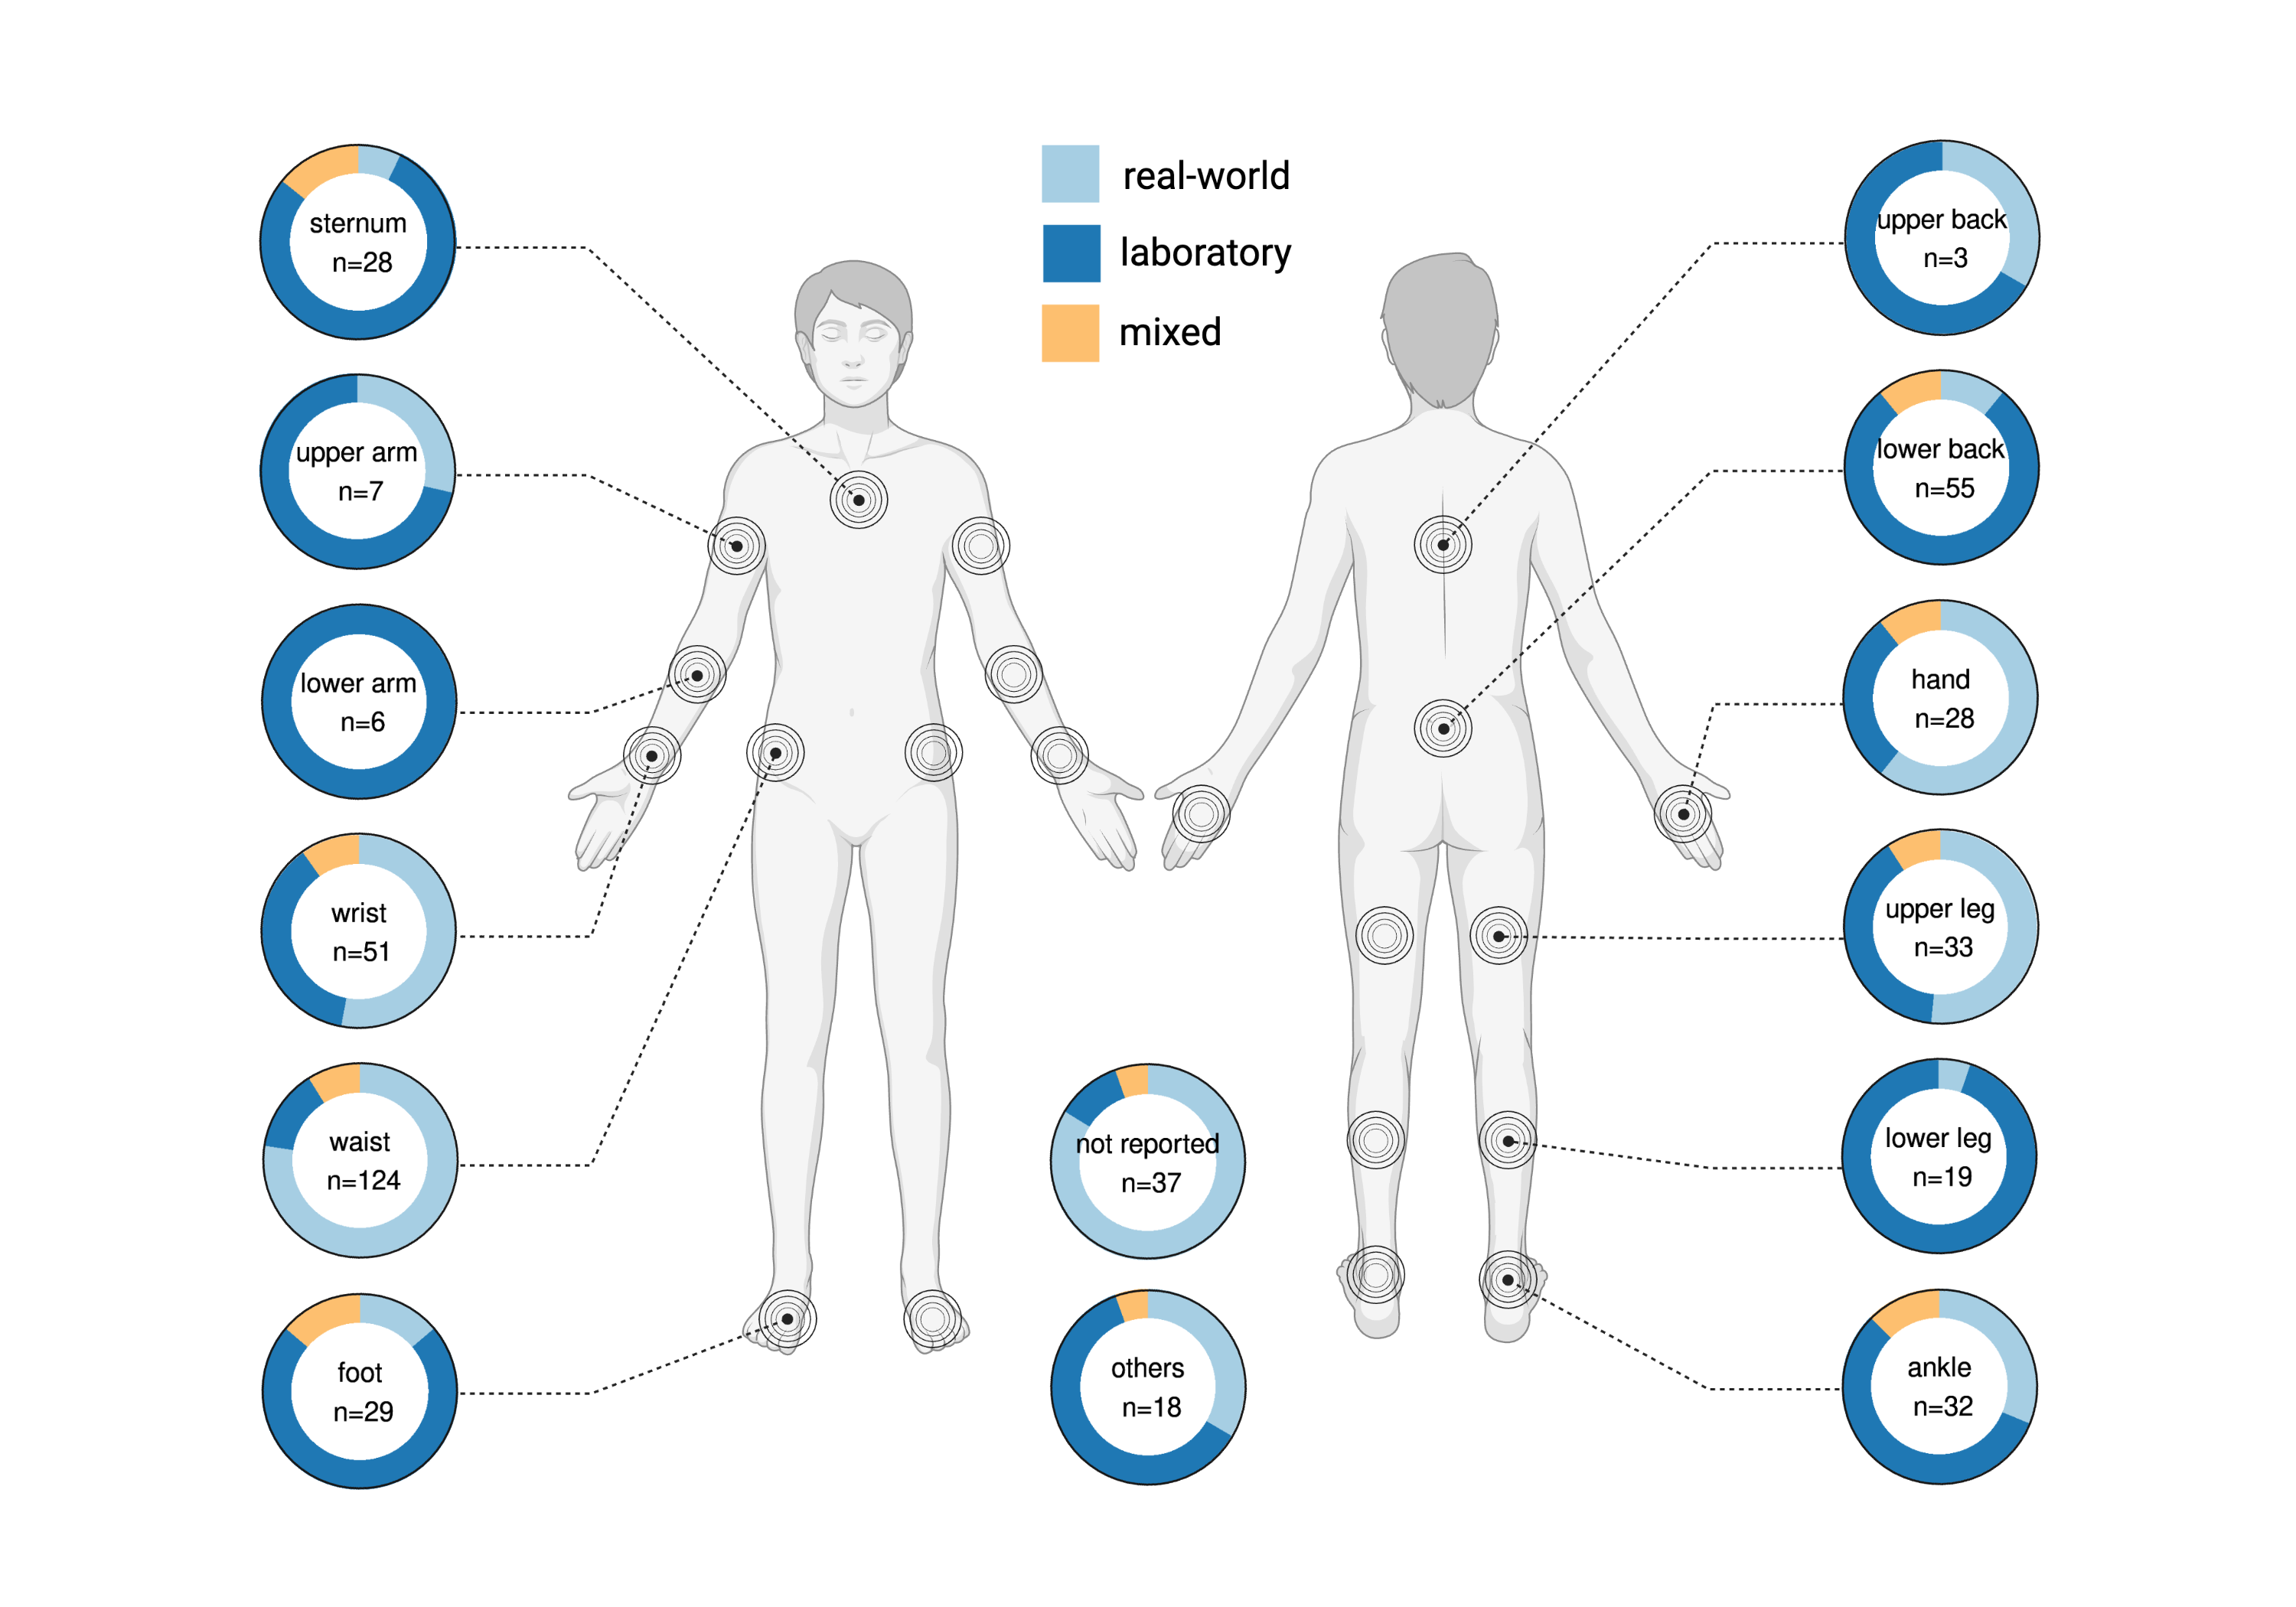 real-world
laboratory
mixed
sternum
n=28
upper arm
n=7
lower arm
n=6
wrist
n=51
waist
n=124
foot
n=29
not reported
n=37
others
n=18
upper back
n=3
lower back
n=55
hand
n=28
upper leg
n=33
lower leg
n=19
ankle
n=32